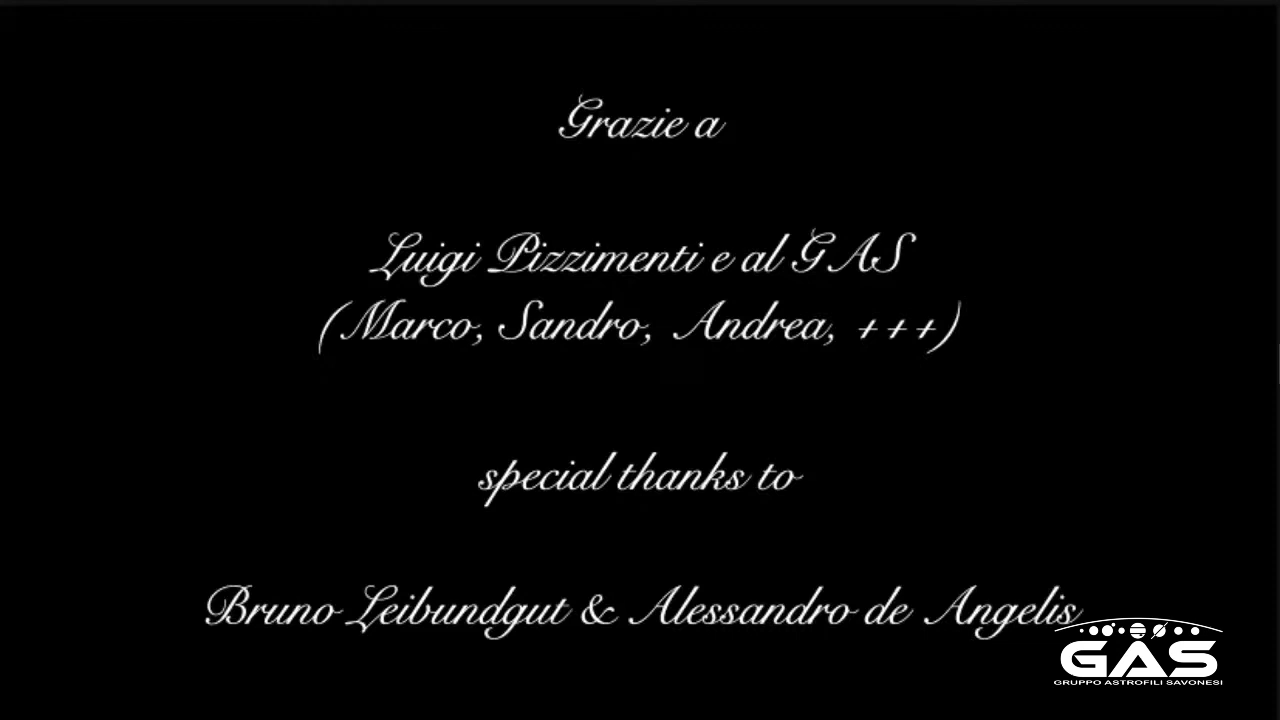 Grazie a
Luigi Pizzimenti e al GAS
(Marco, Sandro, Andrea, +++)
special thanks to
Bruno Leibundgut & Alessandro de Angelis
GAS
GRUPPO ASTROFILI SAVONESI